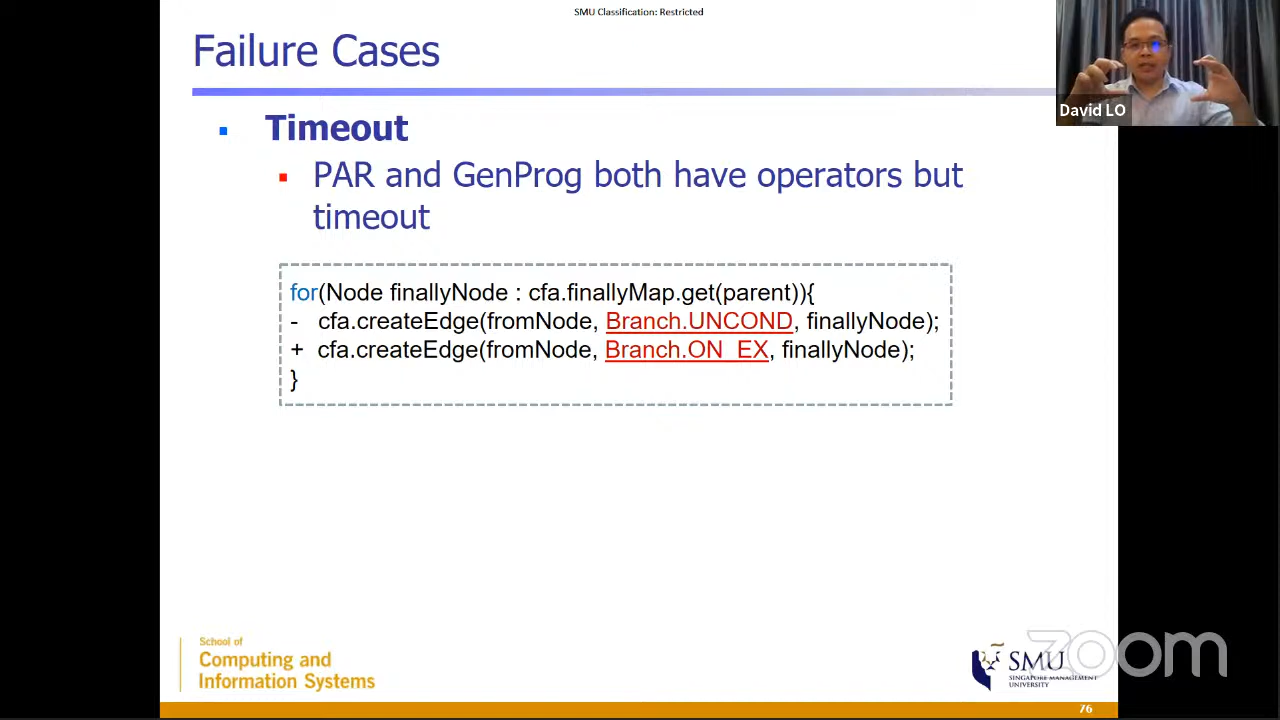 SMU Classification: Restricted
Failure Cases
David LO
Timeout
PAR and GenProg both have operators but
timeout
for(Node finallyNode : cfa.finallyMap.get(parent)){
- cfa.createEdge(fromNode, Branch.UNCOND, finallyNode);
+ cfa.createEdge(fromNode, Branch.ON_EX, finallyNode);
}
School of
Computing and
Information Systems
SMU
SINGAPORE MANAGEMENT
UNIVERSITY
zoom
76